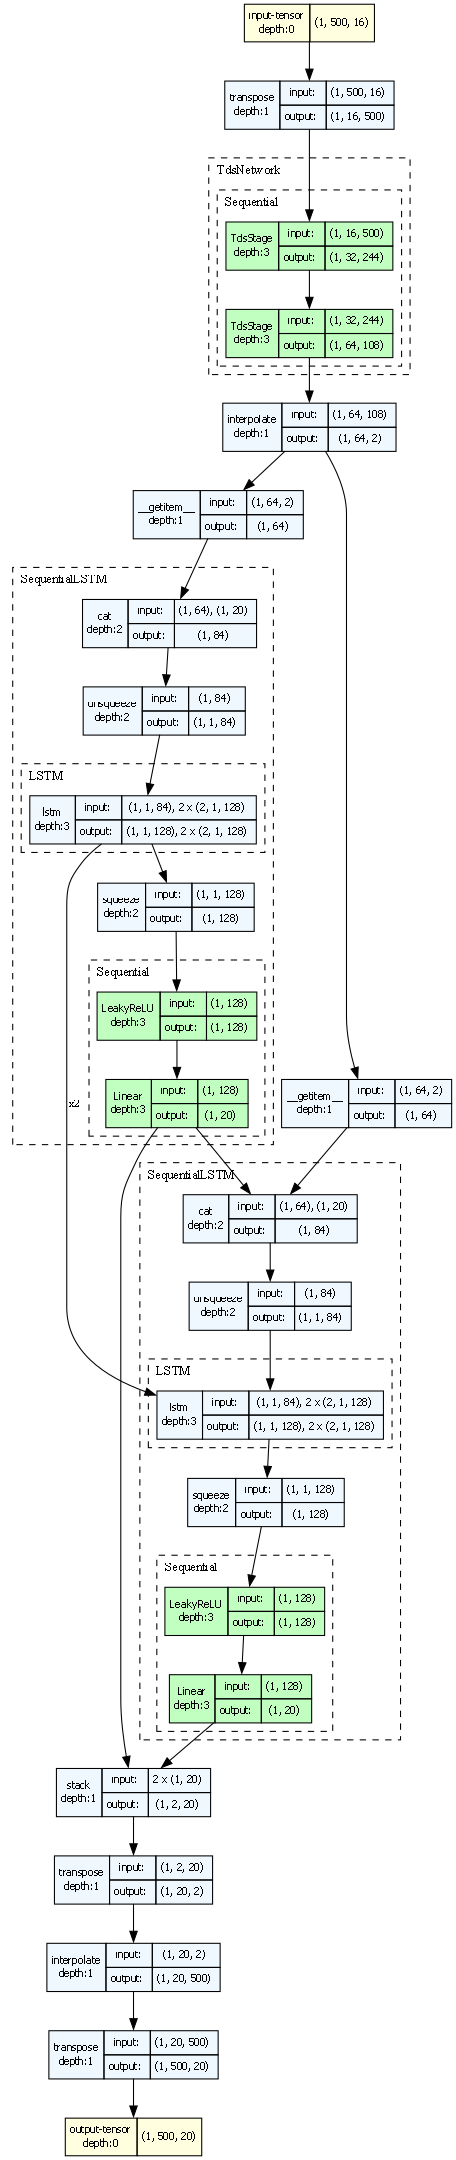 input-tensor
depth:0
(1, 500, 16)
transpose
depth:1
input:
(1, 500, 16)
output:
(1, 16, 500)
TdsNetwork
Sequential
TdsStage
depth:3
input:
(1, 16, 500)
output:
(1, 32, 244)
TdsStage
depth:3
input:
(1, 32, 244)
output:
(1, 64, 108)
interpolate
depth:1
input:
(1, 64, 108)
output:
(1, 64, 2)
__getitem__
depth:1
input:
(1, 64, 2)
output:
(1, 64)
SequentialLSTM
cat
depth:2
input:
(1, 64), (1, 20)
output:
(1, 84)
unsqueeze
depth:2
input:
(1, 84)
output:
(1, 1, 84)
LSTM
lstm
depth:3
input:
(1, 1, 84), 2 x (2, 1, 128)
output:
(1, 1, 128), 2 x (2, 1, 128)
squeeze
depth:2
input:
(1, 1, 128)
output:
(1, 128)
Sequential
LeakyReLU
depth:3
input:
(1, 128)
output:
(1, 128)
Linear
depth:3
input:
(1, 128)
output:
(1, 20)
x2
__getitem__
depth:1
input:
(1, 64, 2)
output:
(1, 64)
SequentialLSTM
cat
depth:2
input:
(1, 64), (1, 20)
output:
(1, 84)
unsqueeze
depth:2
input:
(1, 84)
output:
(1, 1, 84)
LSTM
lstm
depth:3
input:
(1, 1, 84), 2 x (2, 1, 128)
output:
(1, 1, 128), 2 x (2, 1, 128)
squeeze
depth:2
input:
(1, 1, 128)
output:
(1, 128)
Sequential
LeakyReLU
depth:3
input:
(1, 128)
output:
(1, 128)
Linear
depth:3
input:
(1, 128)
output:
(1, 20)
stack
depth:1
input:
2 x (1, 20)
output:
(1, 2, 20)
transpose
depth:1
input:
(1, 2, 20)
output:
(1, 20, 2)
interpolate
depth:1
input:
(1, 20, 2)
output:
(1, 20, 500)
transpose
depth:1
input:
(1, 20, 500)
output:
(1, 500, 20)
output-tensor
depth:0
(1, 500, 20)